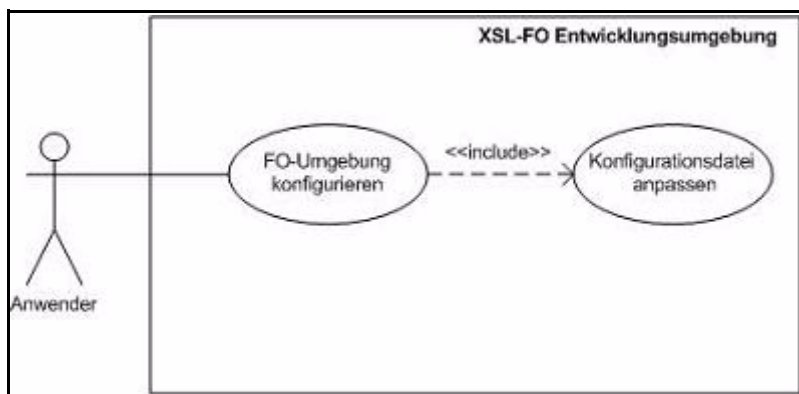 XSL-FO Entwicklungsumgebung
FO-Umgebung
konfigurieren
<<include>>
Konfigurationsdatei
anpassen
Anwender